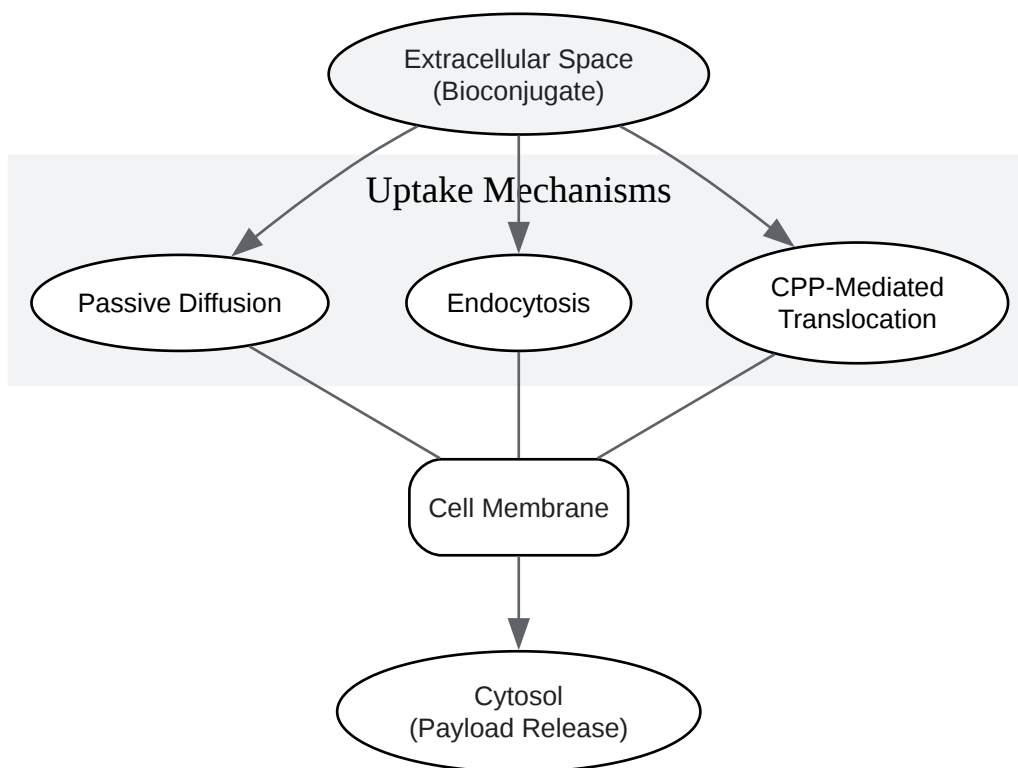 Extracellular Space
(Bioconjugate)
Uptake Mechanisms
Passive Diffusion
Endocytosis
CPP-Mediated
Translocation
Cell Membrane
Cytosol
(Payload Release)